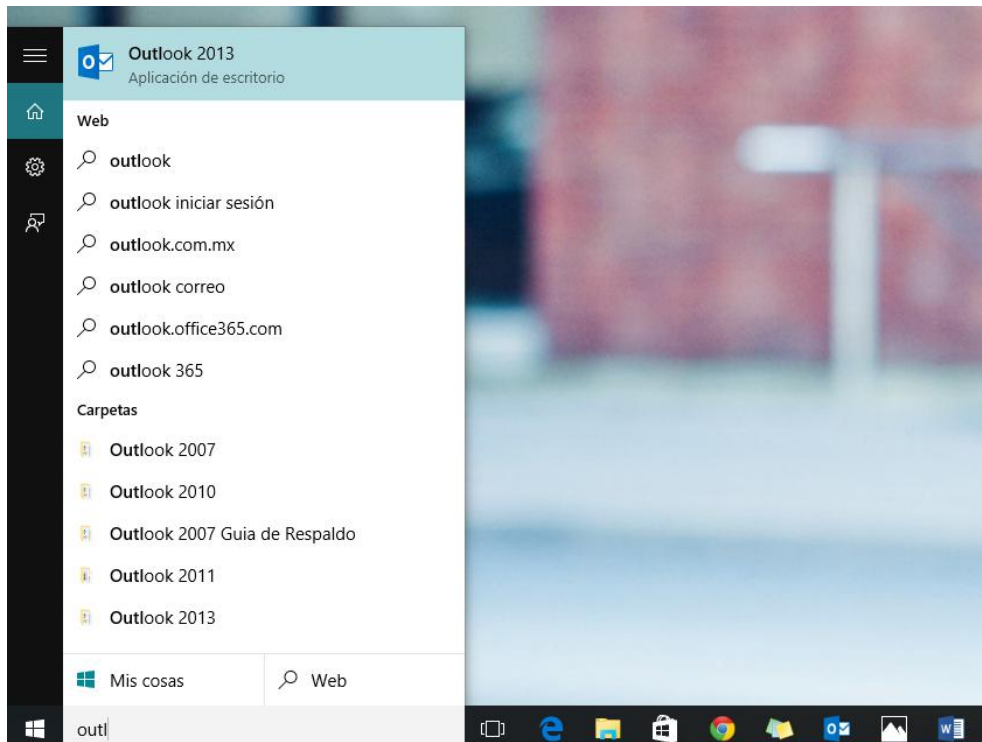 Outlook 2013
Aplicación de escritorio
Web
outlook
outlook iniciar sesión
outlook.com.mx
outlook correo
outlook.office365.com
outlook 365
Carpetas
Outlook 2007
Outlook 2010
Outlook 2007 Guia de Respaldo
Outlook 2011
Outlook 2013
Mis cosas
Web
outl